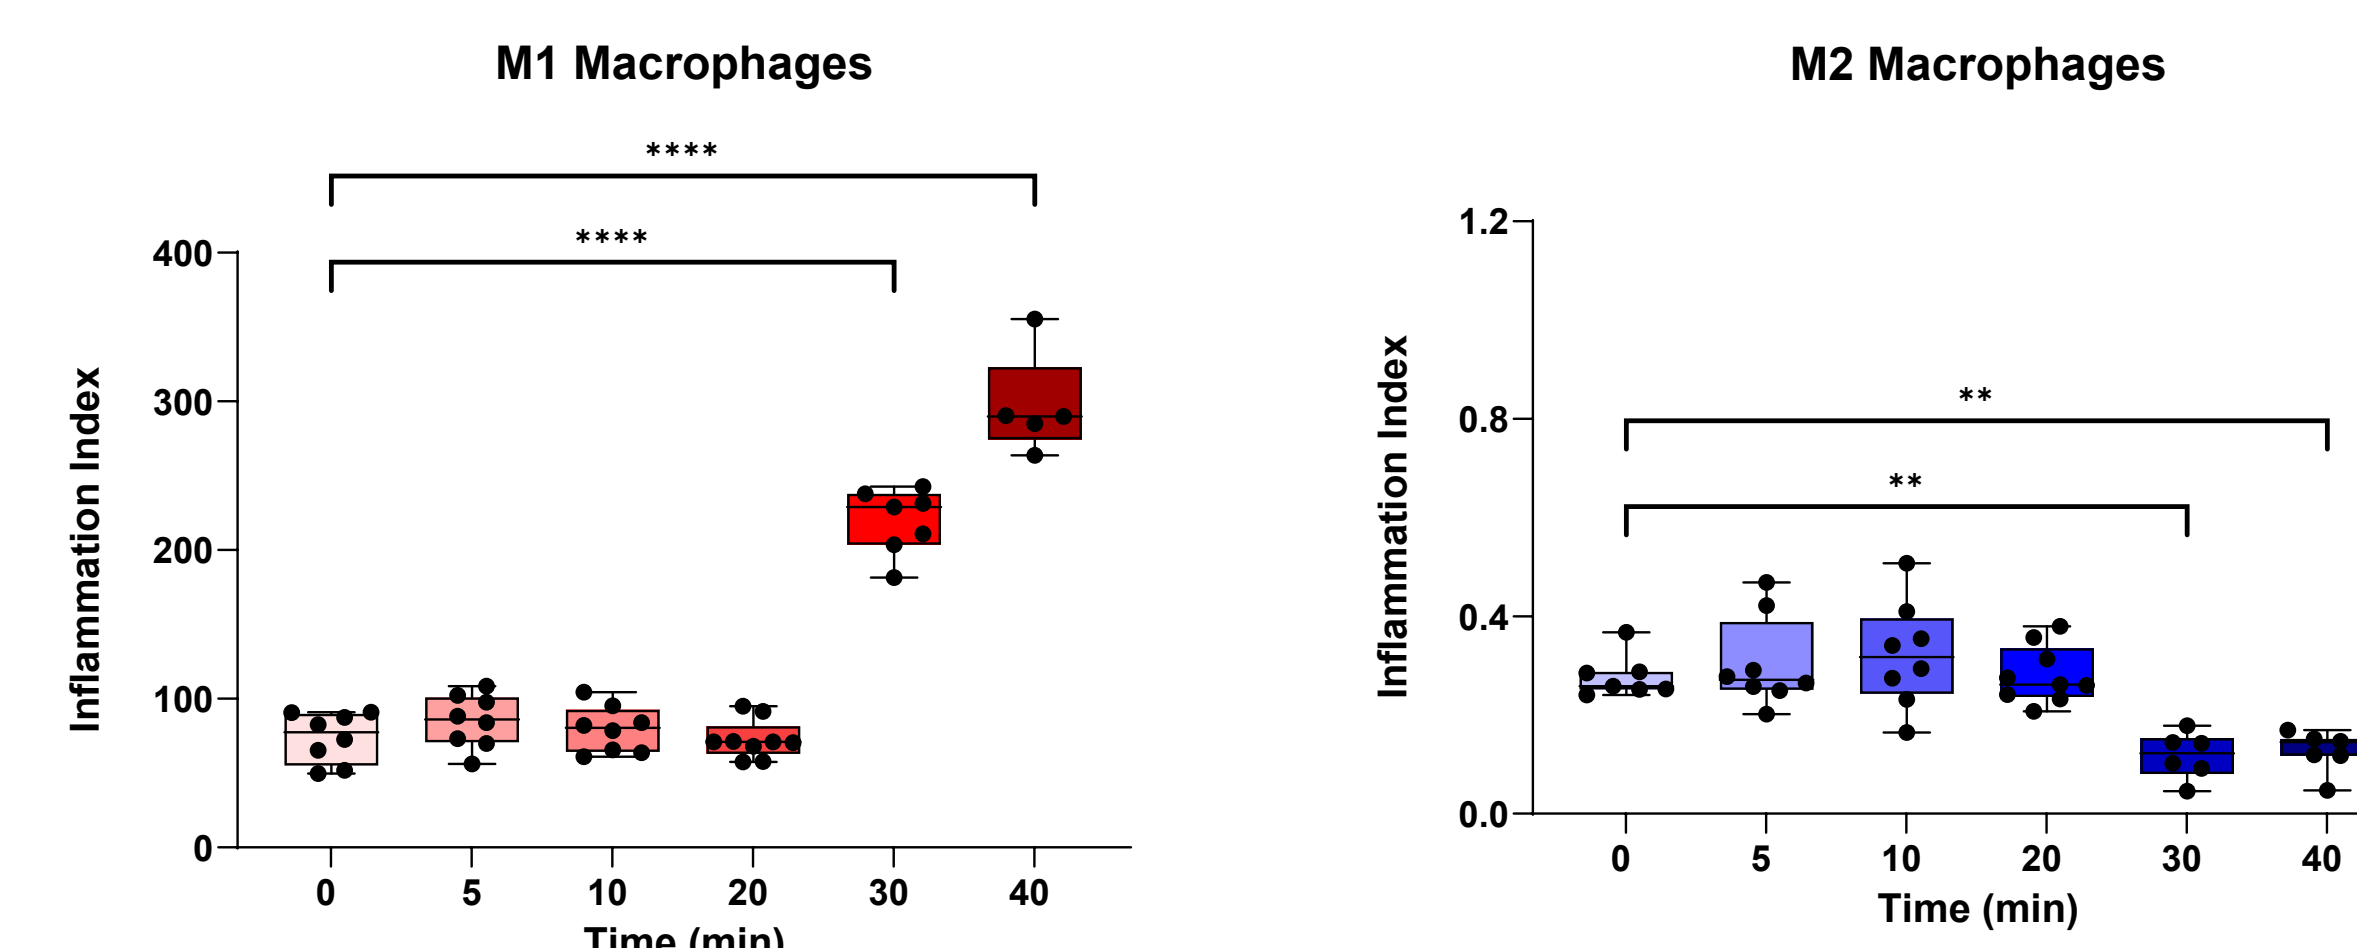 M1 Macrophages
****
****
400
300
200
100
0
Inflammation Index
0 5 10 20 30 40
Time (min)
M2 Macrophages
1.2
0.8
0.4
0.0
**
**
Inflammation Index
0 5 10 20 30 40
Time (min)